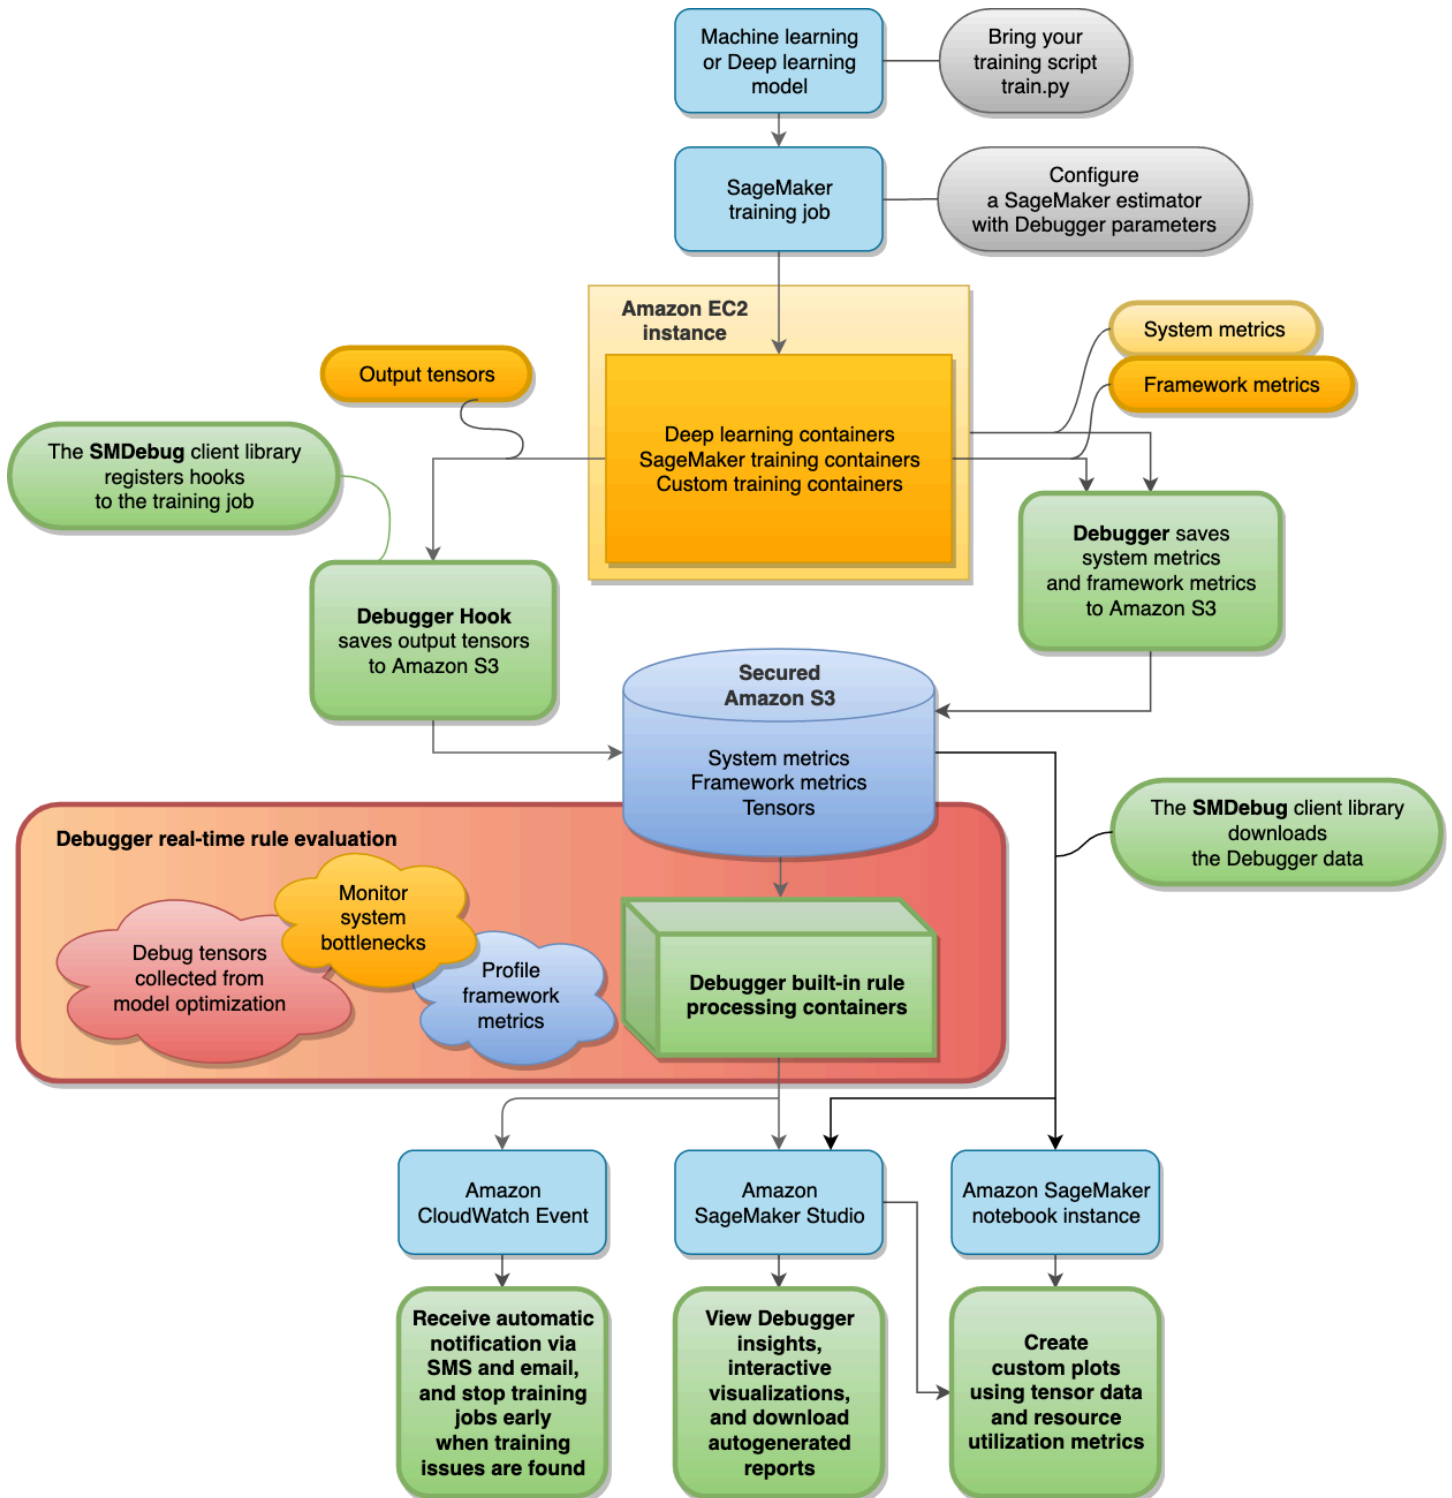 Machine learning
or Deep learning
model
Bring your
training script
train.py
SageMaker
training job
Configure
a SageMaker estimator
with Debugger parameters
Amazon EC2
instance
System metrics
Framework metrics
Output tensors
Deep learning containers
SageMaker training containers
Custom training containers
The SMDebug client library
registers hooks
to the training job
Debugger saves
system metrics
and framework metrics
to Amazon S3
Debugger Hook
saves output tensors
to Amazon S3
Secured
Amazon S3
System metrics
Framework metrics
Tensors
The SMDebug client library
downloads
the Debugger data
Debugger real-time rule evaluation
Monitor
system
bottlenecks
Debug tensors
collected from
model optimization
Profile
framework
metrics
Debugger built-in rule
processing containers
Amazon
CloudWatch Event
Amazon
SageMaker Studio
Amazon SageMaker
notebook instance
Receive automatic
notification via
SMS and email,
and stop training
jobs early
when training
issues are found
View Debugger
insights,
interactive
visualizations,
and download
autogenerated
reports
Create
custom plots
using tensor data
and resource
utilization metrics